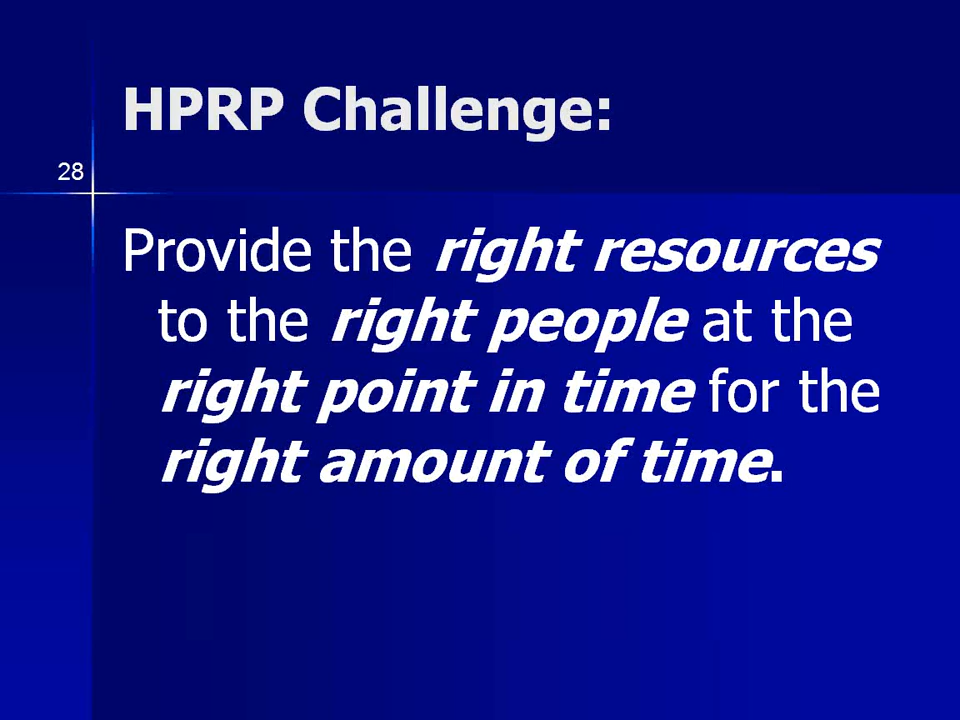 HPRP Challenge:
28
Provide the right resources
to the right people at the
right point in time for the
right amount of time.